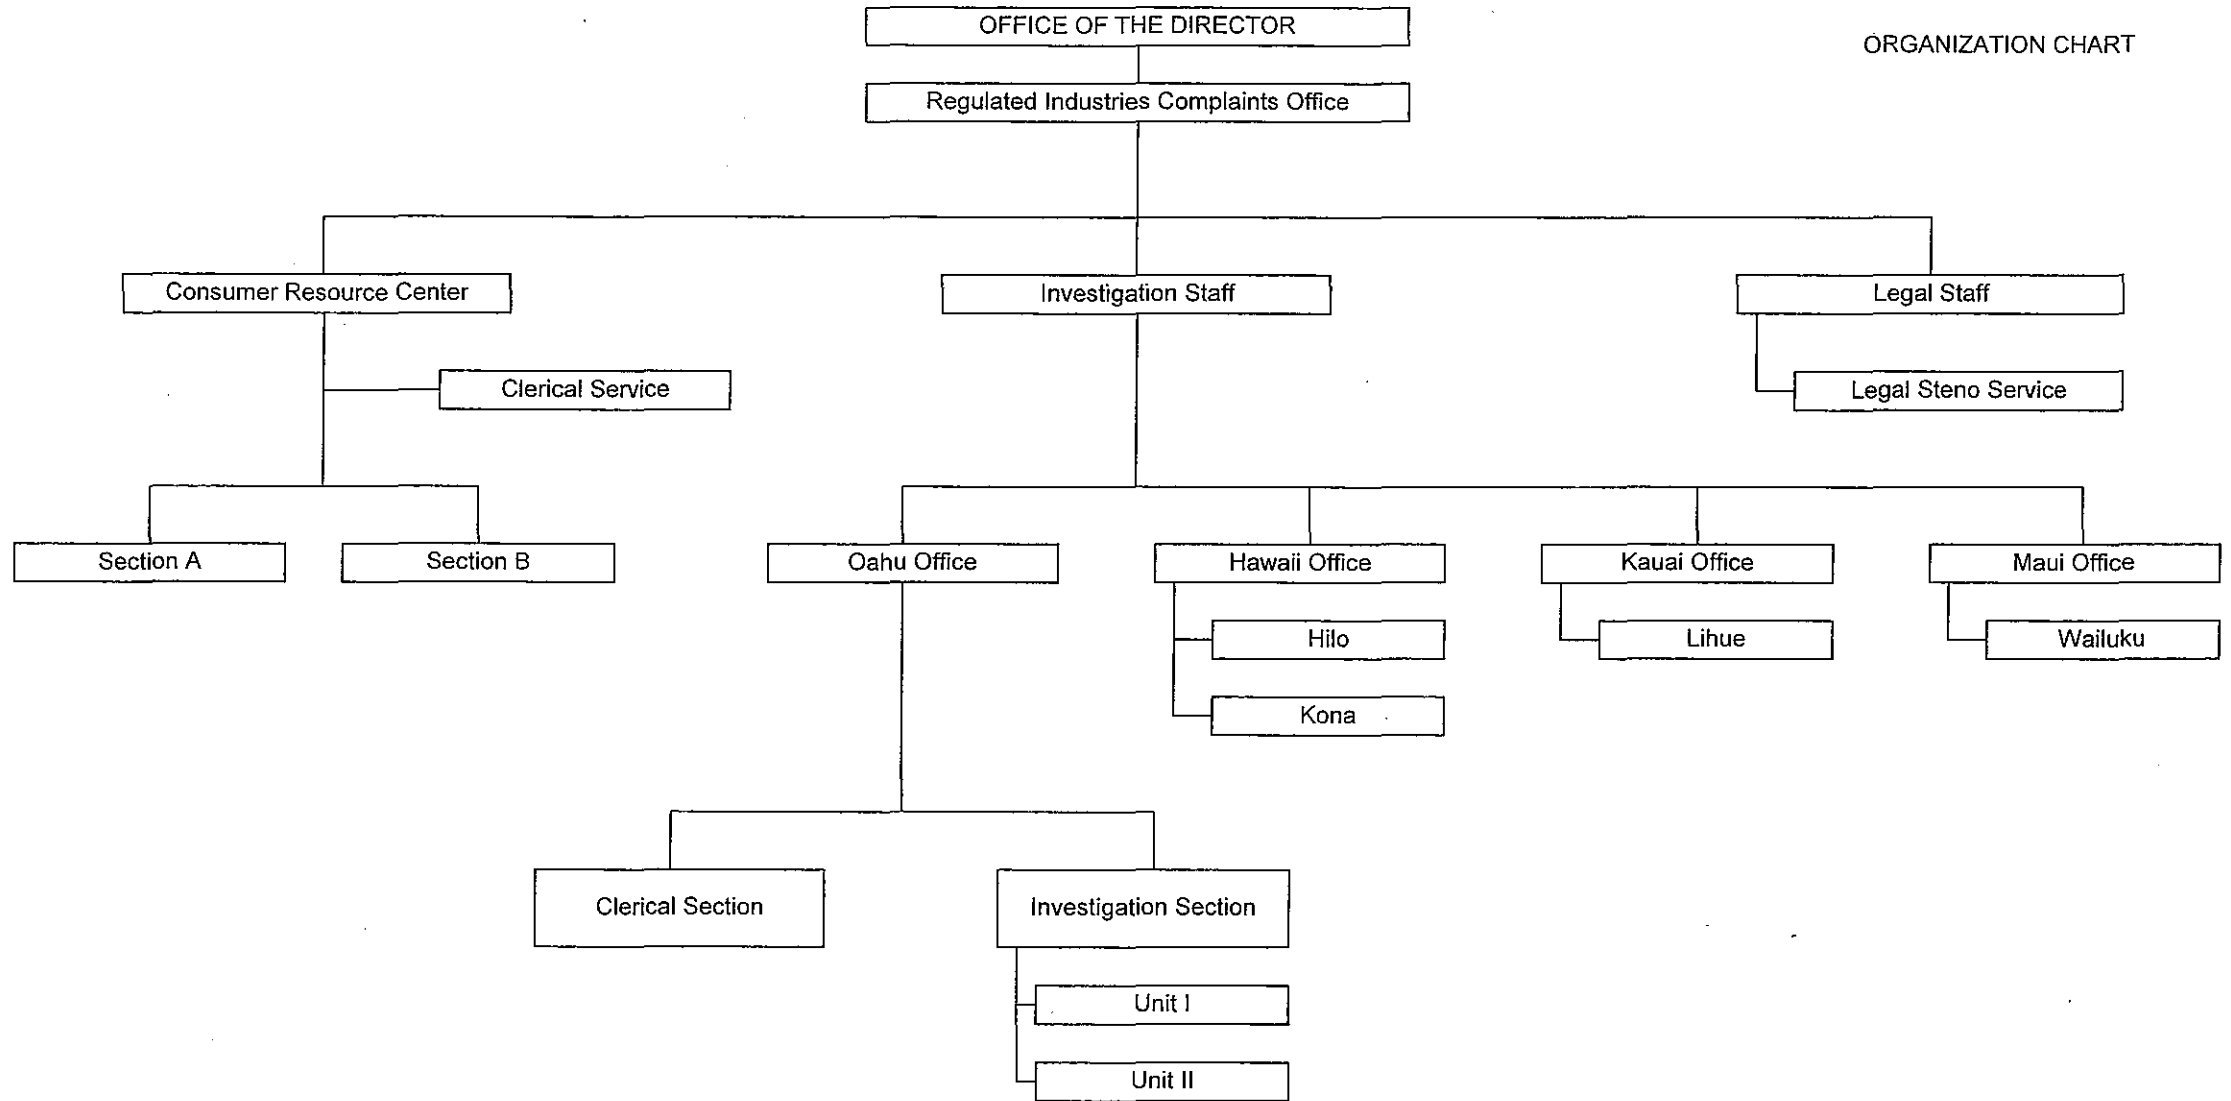 OFFICE OF THE DIRECTOR
ORGANIZATION CHART
Regulated Industries Complaints Office
Consumer Resource Center
Investigation Staff
Legal Staff
Clerical Service
Legal Steno Service
Section A
Section B
Oahu Office
Hawaii Office
Kauai Office
Maui Office
Hilo
Lihue
Wailuku
Kona
Clerical Section
Investigation Section
Unit I
Unit II